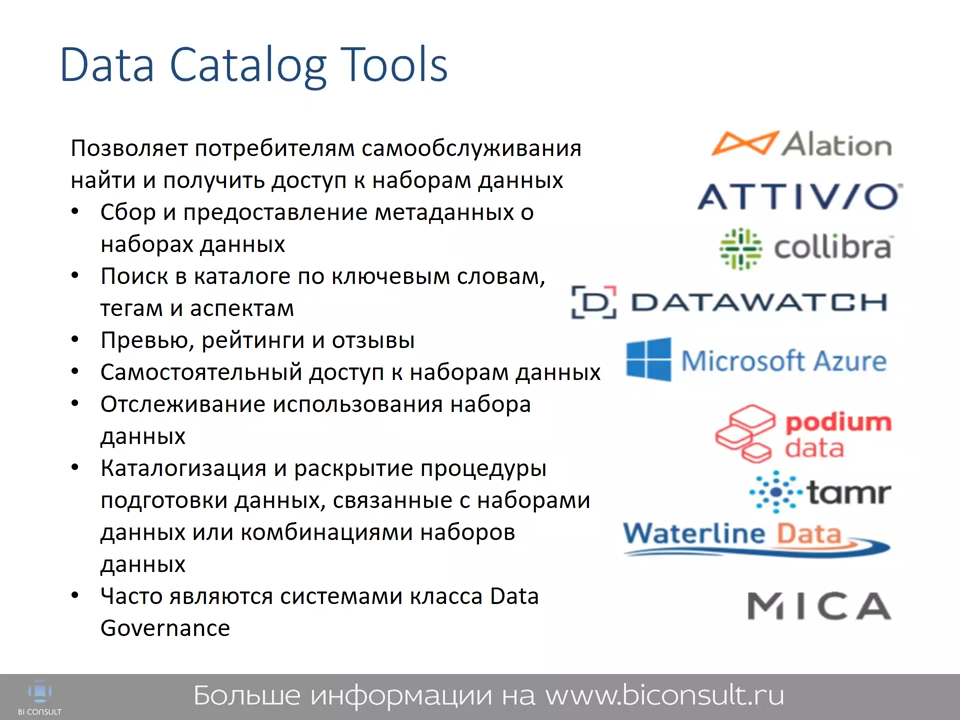 Data Catalog Tools
Позволяет потребителям самообслуживания
найти и получить доступ к наборам данных
• Сбор и предоставление метаданных о
наборах данных
• Поиск в каталоге по ключевым словам,
тегам и аспектам
• Превью, рейтинги и отзывы
• Самостоятельный доступ к наборам данных
• Отслеживание использования набора
данных
• Каталогизация и раскрытие процедуры
подготовки данных, связанные с наборами
данных или комбинациями наборов
данных
• Часто являются системами класса Data
Governance
Alation
ATTIV/O®
collibra™
[D] DATAWATCH
Microsoft Azure
podium
data
tamr
Waterline Data
MICA
BI CONSULT
Больше информации на www.biconsult.ru